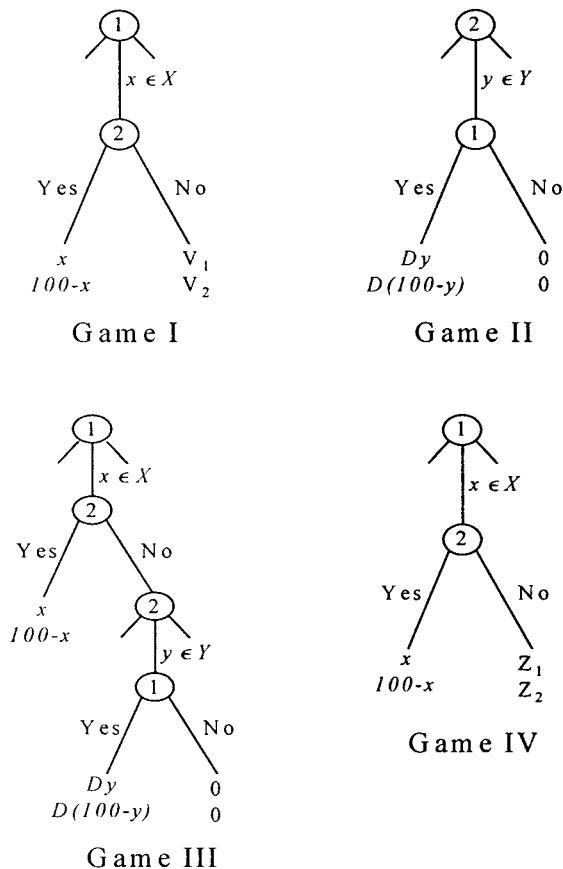 1
x ∈ X
2
Yes No
x V₁
100-x V₂
Game I
2
y ∈ Y
1
Yes No
Dy 0
D(100-y) 0
Game II
1
x ∈ X
2
Yes No
x
100-x
2
y ∈ Y
1
Yes No
Dy 0
D(100-y) 0
Game III
1
x ∈ X
2
Yes No
x Z₁
100-x Z₂
Game IV